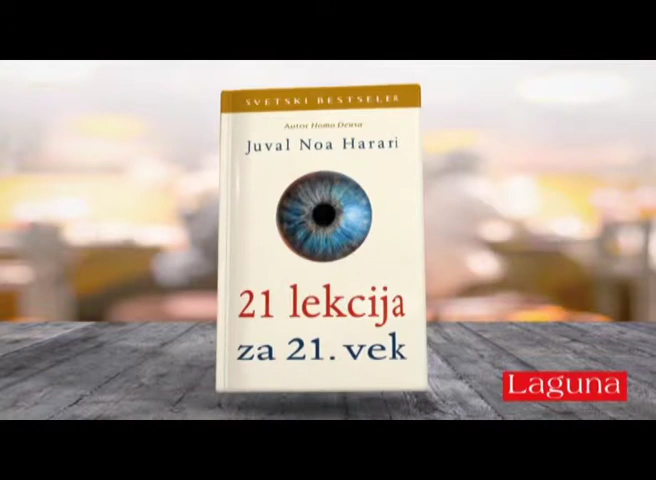 SVETSKI BESTSELER
Autor Homo Deusa
Juval Noa Harari
21 lekcija
za 21. vek
Laguna